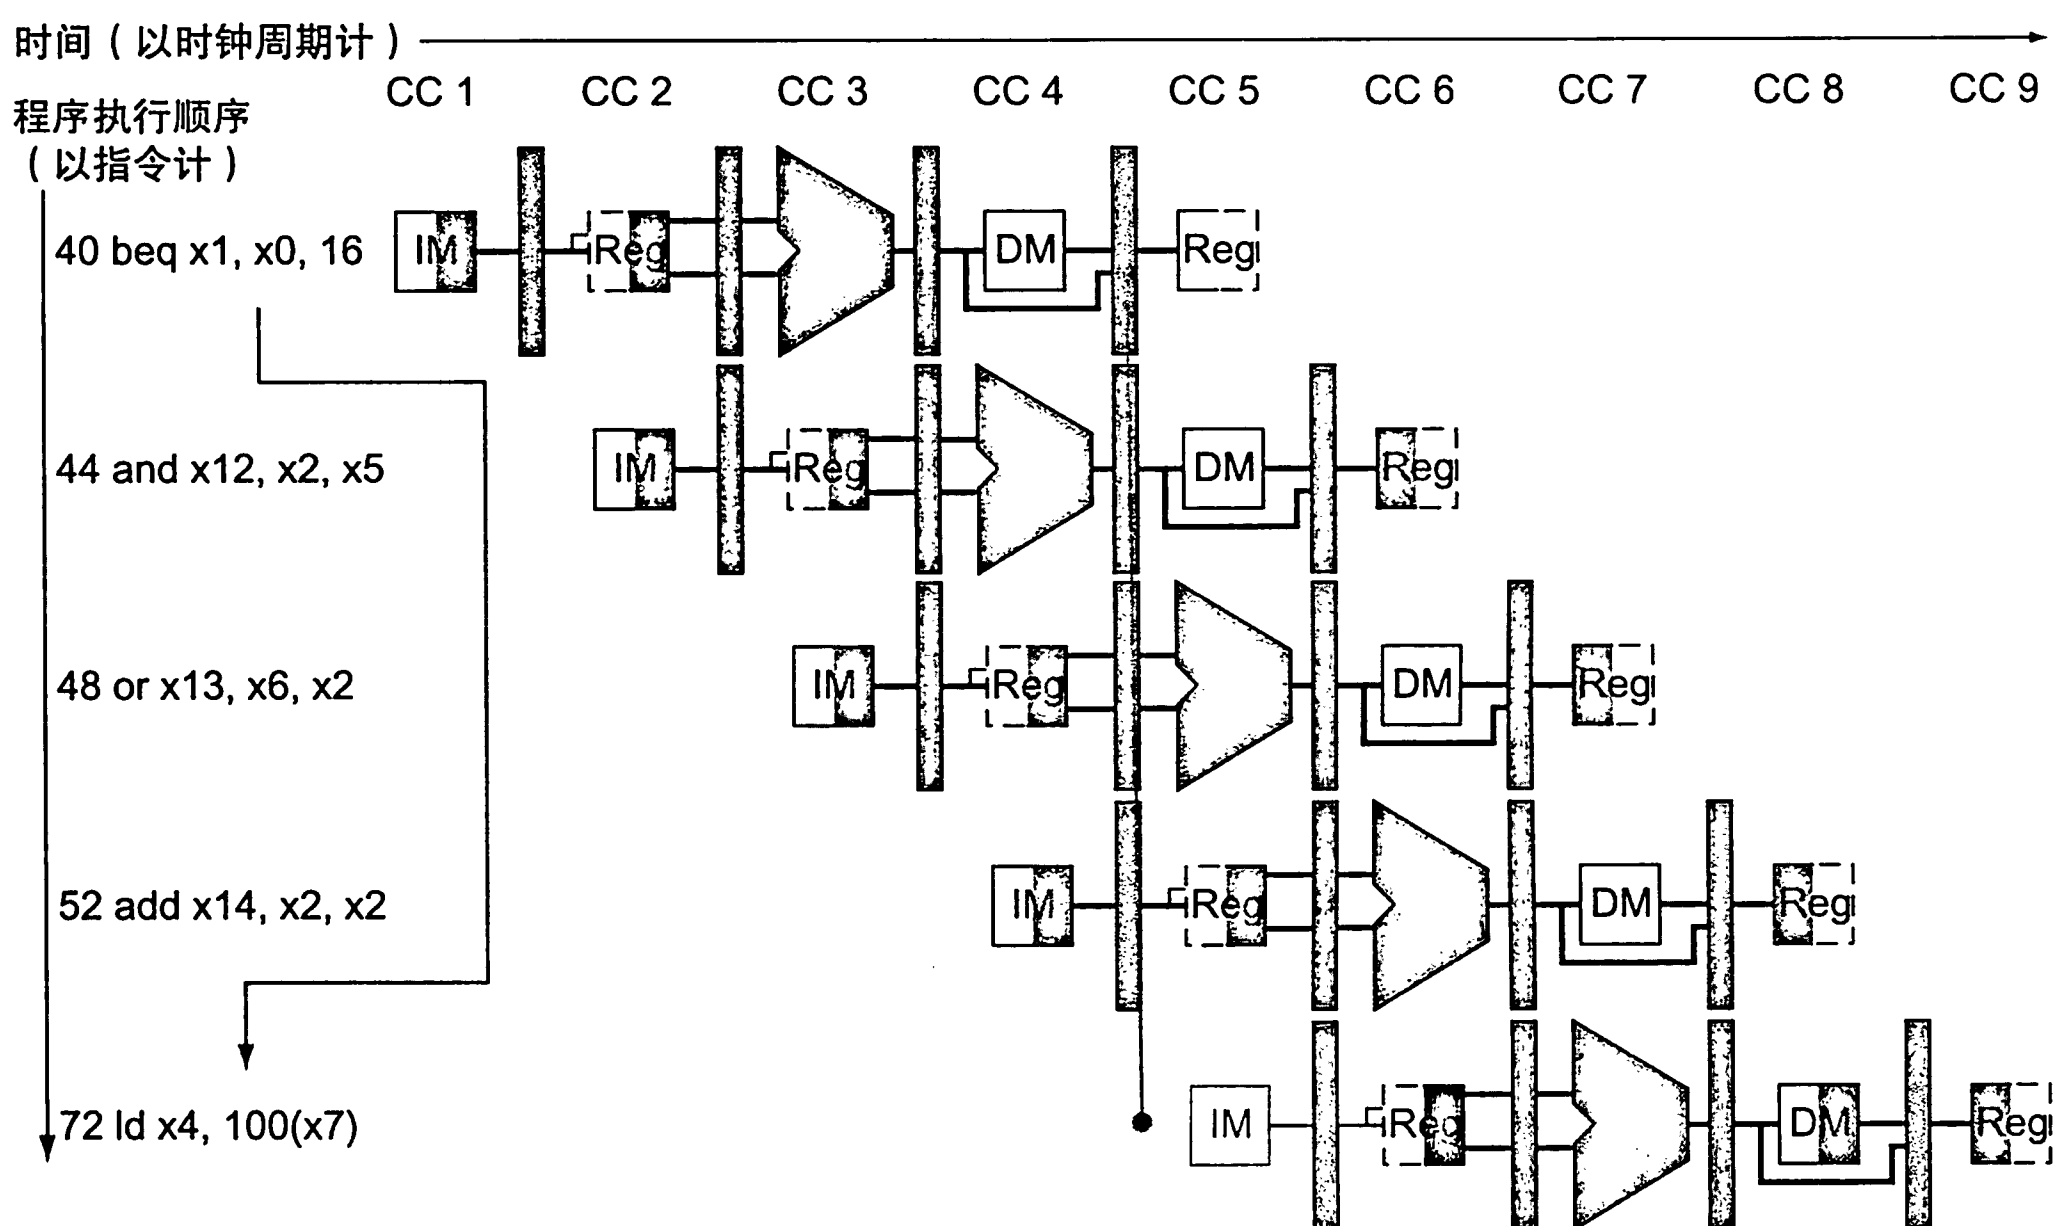 时间（以时钟周期计）
CC 1 CC 2 CC 3 CC 4 CC 5 CC 6 CC 7 CC 8 CC 9
程序执行顺序
（以指令计）
40 beq x1, x0, 16 IM Reg DM Reg
44 and x12, x2, x5 IM Reg DM Reg
48 or x13, x6, x2 IM Reg DM Reg
52 add x14, x2, x2 IM Reg DM Reg
72 ld x4, 100(x7) IM Reg DM Reg